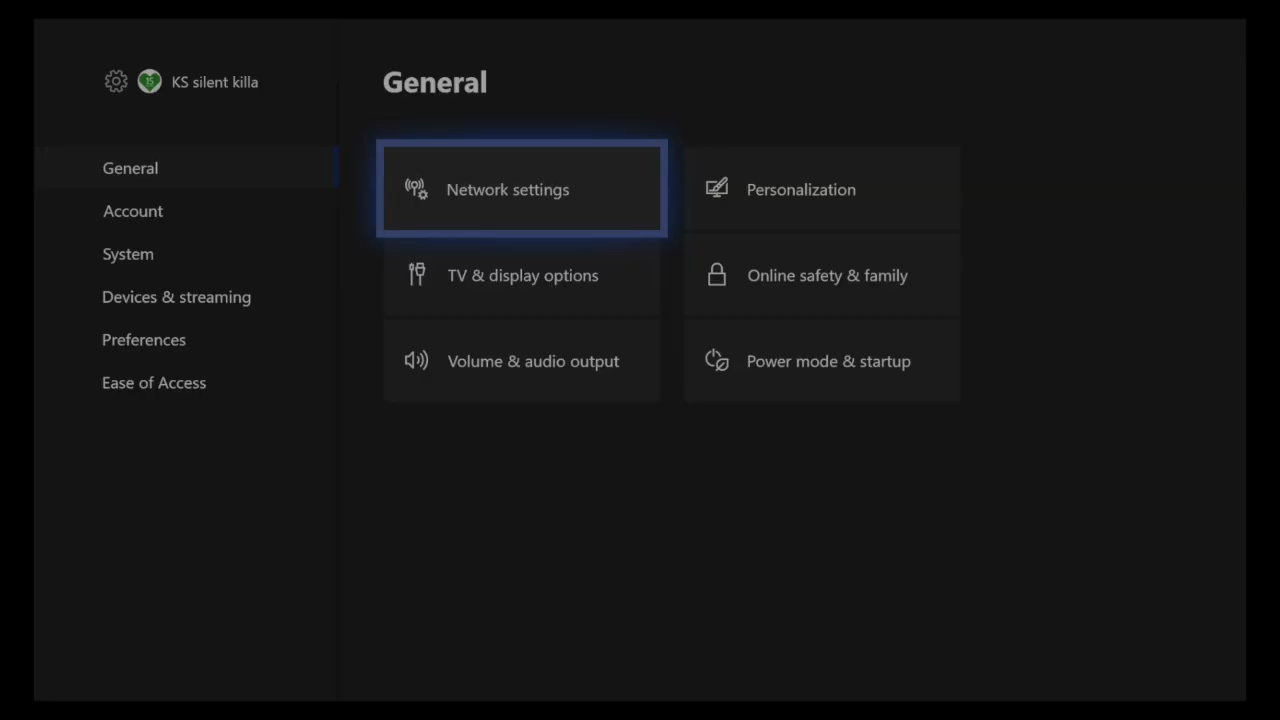 15 KS silent killa
General
Account
System
Devices & streaming
Preferences
Ease of Access
General
Network settings
Personalization
TV & display options
Online safety & family
Volume & audio output
Power mode & startup